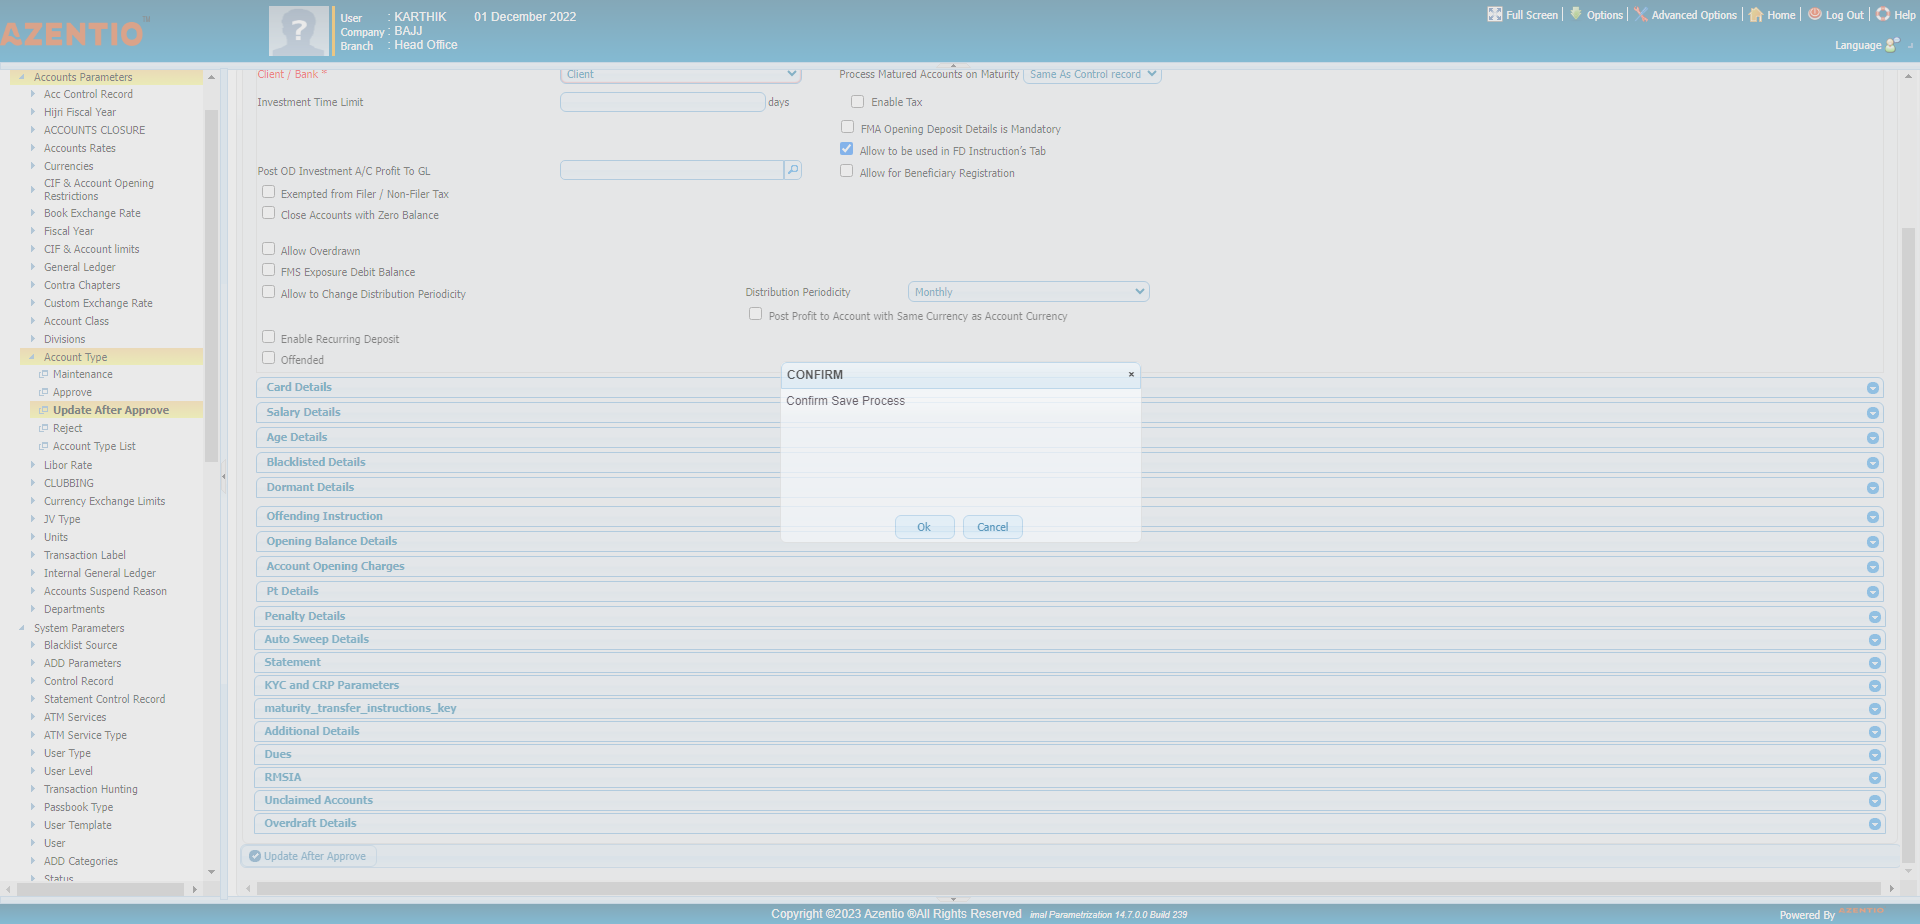 AZENTIO™
User : KARTHIK 01 December 2022
Company : BAJJ
Branch : Head Office
Full Screen Options Advanced Options Home Log Out Help
Language
Accounts Parameters
Acc Control Record
Hijri Fiscal Year
ACCOUNTS CLOSURE
Accounts Rates
Currencies
CIF & Account Opening
Restrictions
Book Exchange Rate
Fiscal Year
CIF & Account limits
General Ledger
Contra Chapters
Custom Exchange Rate
Account Class
Divisions
Account Type
Maintenance
Approve
Update After Approve
Reject
Account Type List
Libor Rate
CLUBBING
Currency Exchange Limits
JV Type
Units
Transaction Label
Internal General Ledger
Accounts Suspend Reason
Departments
System Parameters
Blacklist Source
ADD Parameters
Control Record
Statement Control Record
ATM Services
ATM Service Type
User Type
User Level
Transaction Hunting
Passbook Type
User Template
User
ADD Categories
Status
Client / Bank * Client Process Matured Accounts on Maturity Same As Control record
Investment Time Limit days Enable Tax
FMA Opening Deposit Details is Mandatory
Allow to be used in FD Instruction's Tab
Post OD Investment A/C Profit To GL Allow for Beneficiary Registration
Exempted from Filer / Non-Filer Tax
Close Accounts with Zero Balance
Allow Overdrawn
FMS Exposure Debit Balance
Allow to Change Distribution Periodicity Distribution Periodicity Monthly
Post Profit to Account with Same Currency as Account Currency
Enable Recurring Deposit
Offended
CONFIRM ×
Confirm Save Process
Ok Cancel
Card Details
Salary Details
Age Details
Blacklisted Details
Dormant Details
Offending Instruction
Opening Balance Details
Account Opening Charges
Pt Details
Penalty Details
Auto Sweep Details
Statement
KYC and CRP Parameters
maturity_transfer_instructions_key
Additional Details
Dues
RMSIA
Unclaimed Accounts
Overdraft Details
Update After Approve
Copyright ©2023 Azentio ®All Rights Reserved imal Parametrization 14.7.0.0 Build 239
Powered By AZENTIO